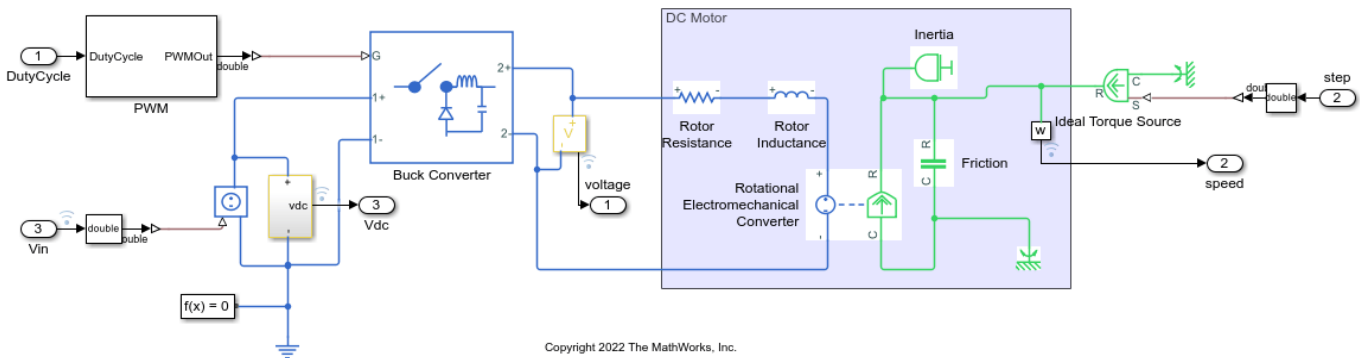 DC Motor
1
DutyCycle
DutyCycle
PWMOut
double
PWM
G
1+
1-
2+
2-
Buck Converter
V
+
-
voltage
1
+
-
Rotor
Resistance
+
-
Rotor
Inductance
Inertia
R
C
Friction
Rotational
Electromechanical
Converter
+
-
R
C
w
R
C
S
Ideal Torque Source
double
step
2
2
speed
3
Vin
double
+
vdc
-
3
Vdc
f(x) = 0
Copyright 2022 The MathWorks, Inc.